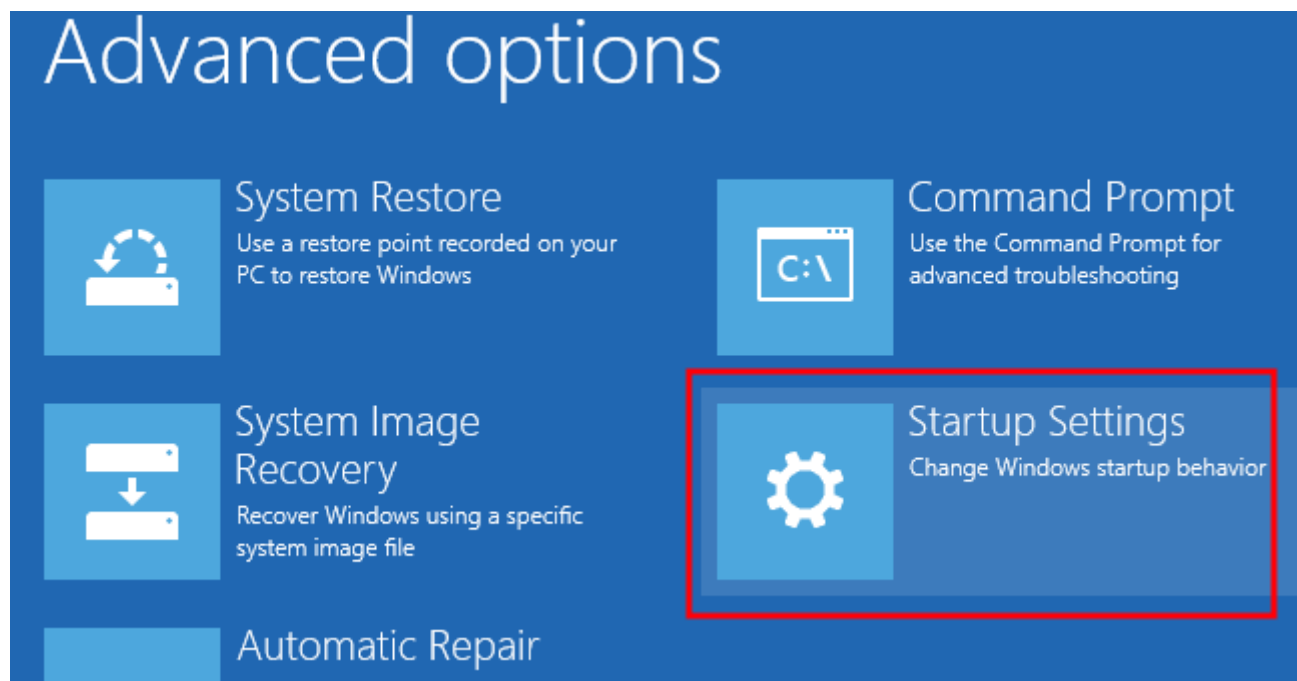 Advanced options
System Restore
Use a restore point recorded on your
PC to restore Windows
Command Prompt
Use the Command Prompt for
advanced troubleshooting
C:\
System Image
Recovery
Recover Windows using a specific
system image file
Startup Settings
Change Windows startup behavior
Automatic Repair